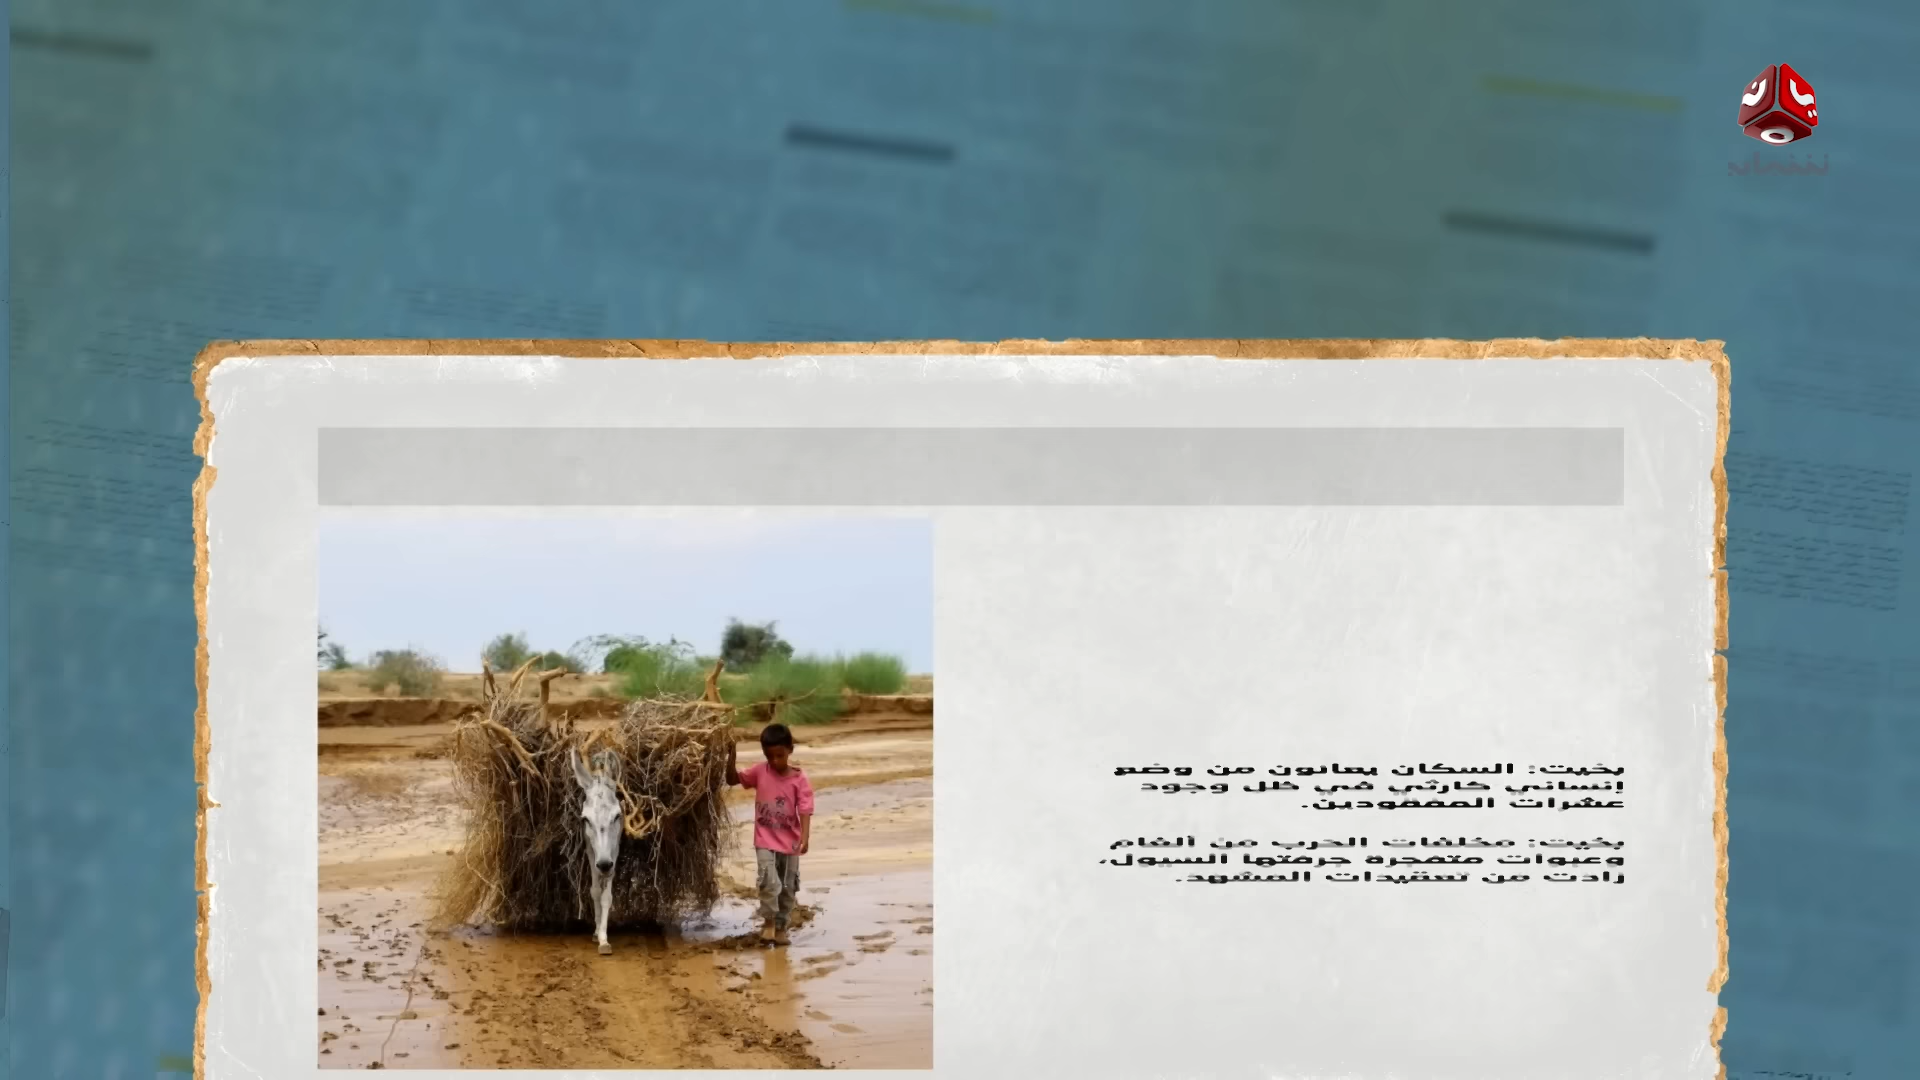 بخيت: السكان يعانون من وضع
إنساني كارثي في ظل وجود
عشرات المفقودين.
بخيت: مخلفات الحرب من ألغام
وعبوات متفجرة جرفتها السيول،
زادت من تعقيدات المشهد.